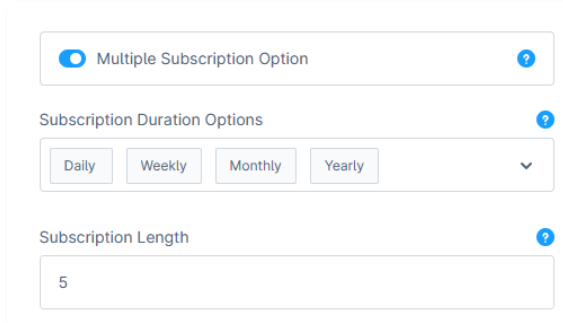 Multiple Subscription Option ?
Subscription Duration Options ?
Daily Weekly Monthly Yearly
Subscription Length ?
5